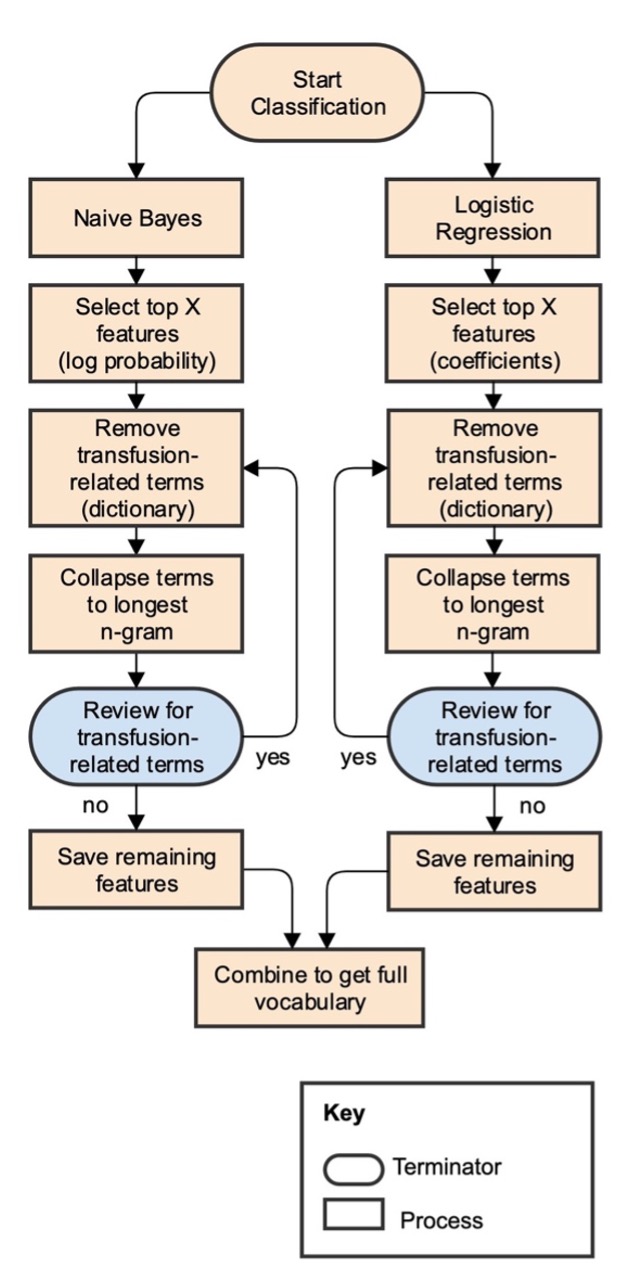 Start
Classification
Naive Bayes
Logistic
Regression
Select top X
features
(log probability)
Select top X
features
(coefficients)
Remove
transfusion-
related terms
(dictionary)
Remove
transfusion-
related terms
(dictionary)
Collapse terms
to longest
n-gram
Collapse terms
to longest
n-gram
Review for
transfusion-
related terms
yes
yes
Review for
transfusion-
related terms
no
no
Save remaining
features
Save remaining
features
Combine to get full
vocabulary
Key
Terminator
Process